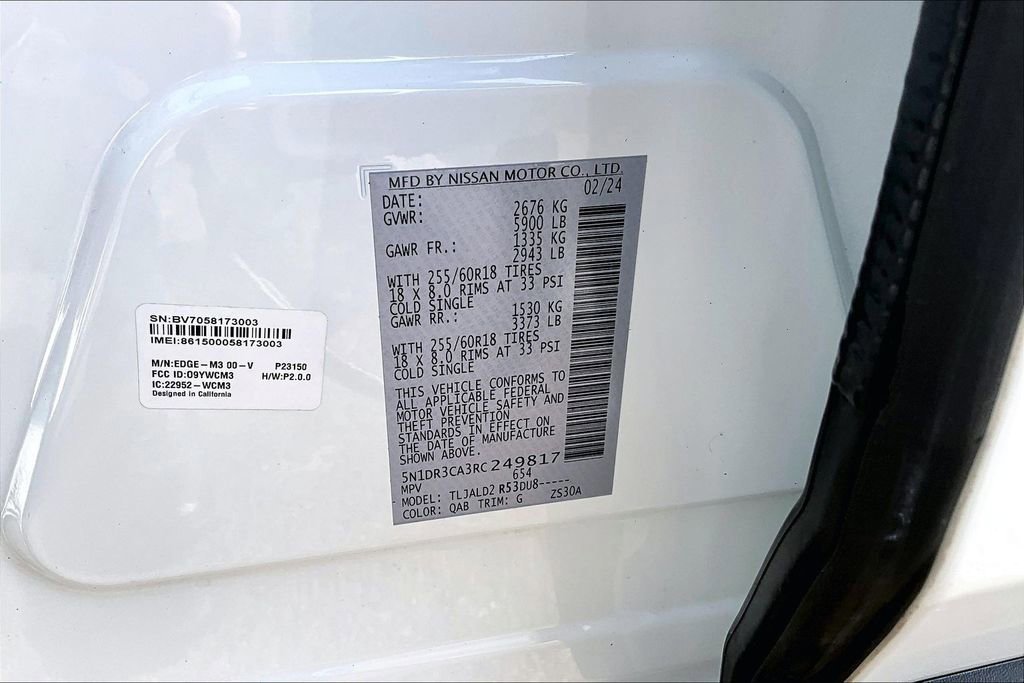 SN:BV7058173003
IMEI:861500058173003
M/N:EDGE-M3 00-V P23150
FCC ID:O9YWCM3 H/W:P2.0.0
IC:22952-WCM3
Designed in California
MFD BY NISSAN MOTOR CO., LTD.
DATE: 02/24
GVWR: 2676 KG
5900 LB
GAWR FR.: 1335 KG
2943 LB
WITH 255/60R18 TIRES
18 X 8.0 RIMS AT 33 PSI
COLD SINGLE
GAWR RR.: 1530 KG
3373 LB
WITH 255/60R18 TIRES
18 X 8.0 RIMS AT 33 PSI
COLD SINGLE
THIS VEHICLE CONFORMS TO
ALL APPLICABLE FEDERAL
MOTOR VEHICLE SAFETY AND
THEFT PREVENTION
STANDARDS IN EFFECT ON
THE DATE OF MANUFACTURE
SHOWN ABOVE.
5N1DR3CA3RC249817
MPV 654
MODEL: TLJALD2 R53DU8-----
COLOR: QAB TRIM: G ZS30A